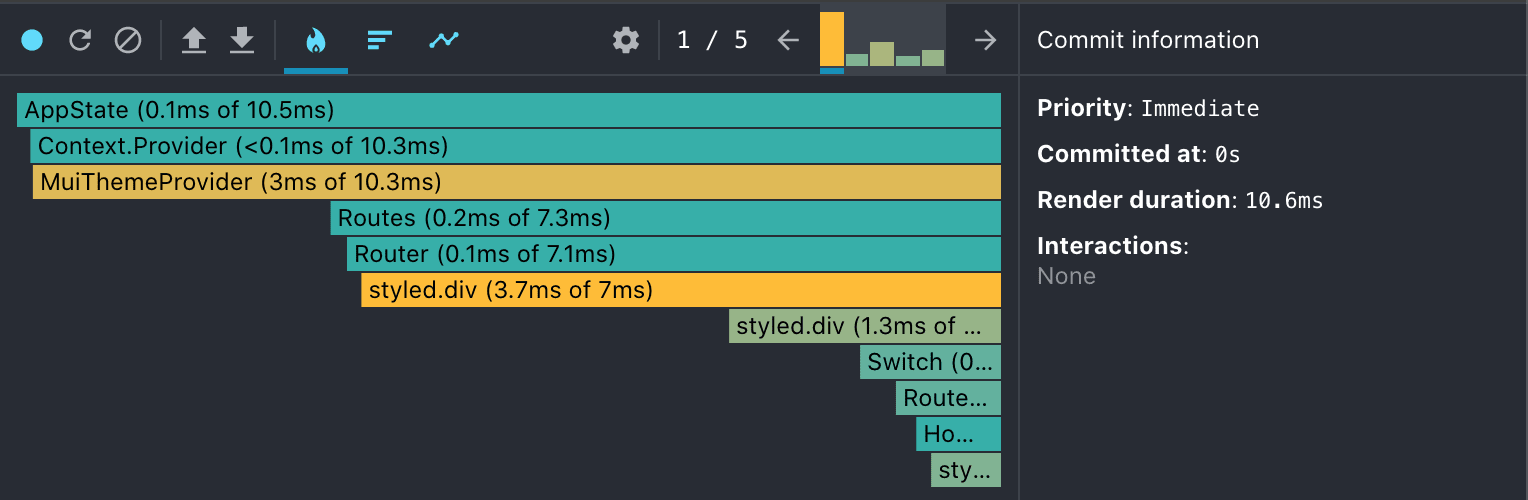 1 / 5
Commit information
AppState (0.1ms of 10.5ms)
Context.Provider (<0.1ms of 10.3ms)
MuiThemeProvider (3ms of 10.3ms)
Routes (0.2ms of 7.3ms)
Router (0.1ms of 7.1ms)
styled.div (3.7ms of 7ms)
styled.div (1.3ms of ...
Switch (0...
Route...
Ho...
sty...
Priority: Immediate
Committed at: 0s
Render duration: 10.6ms
Interactions:
None